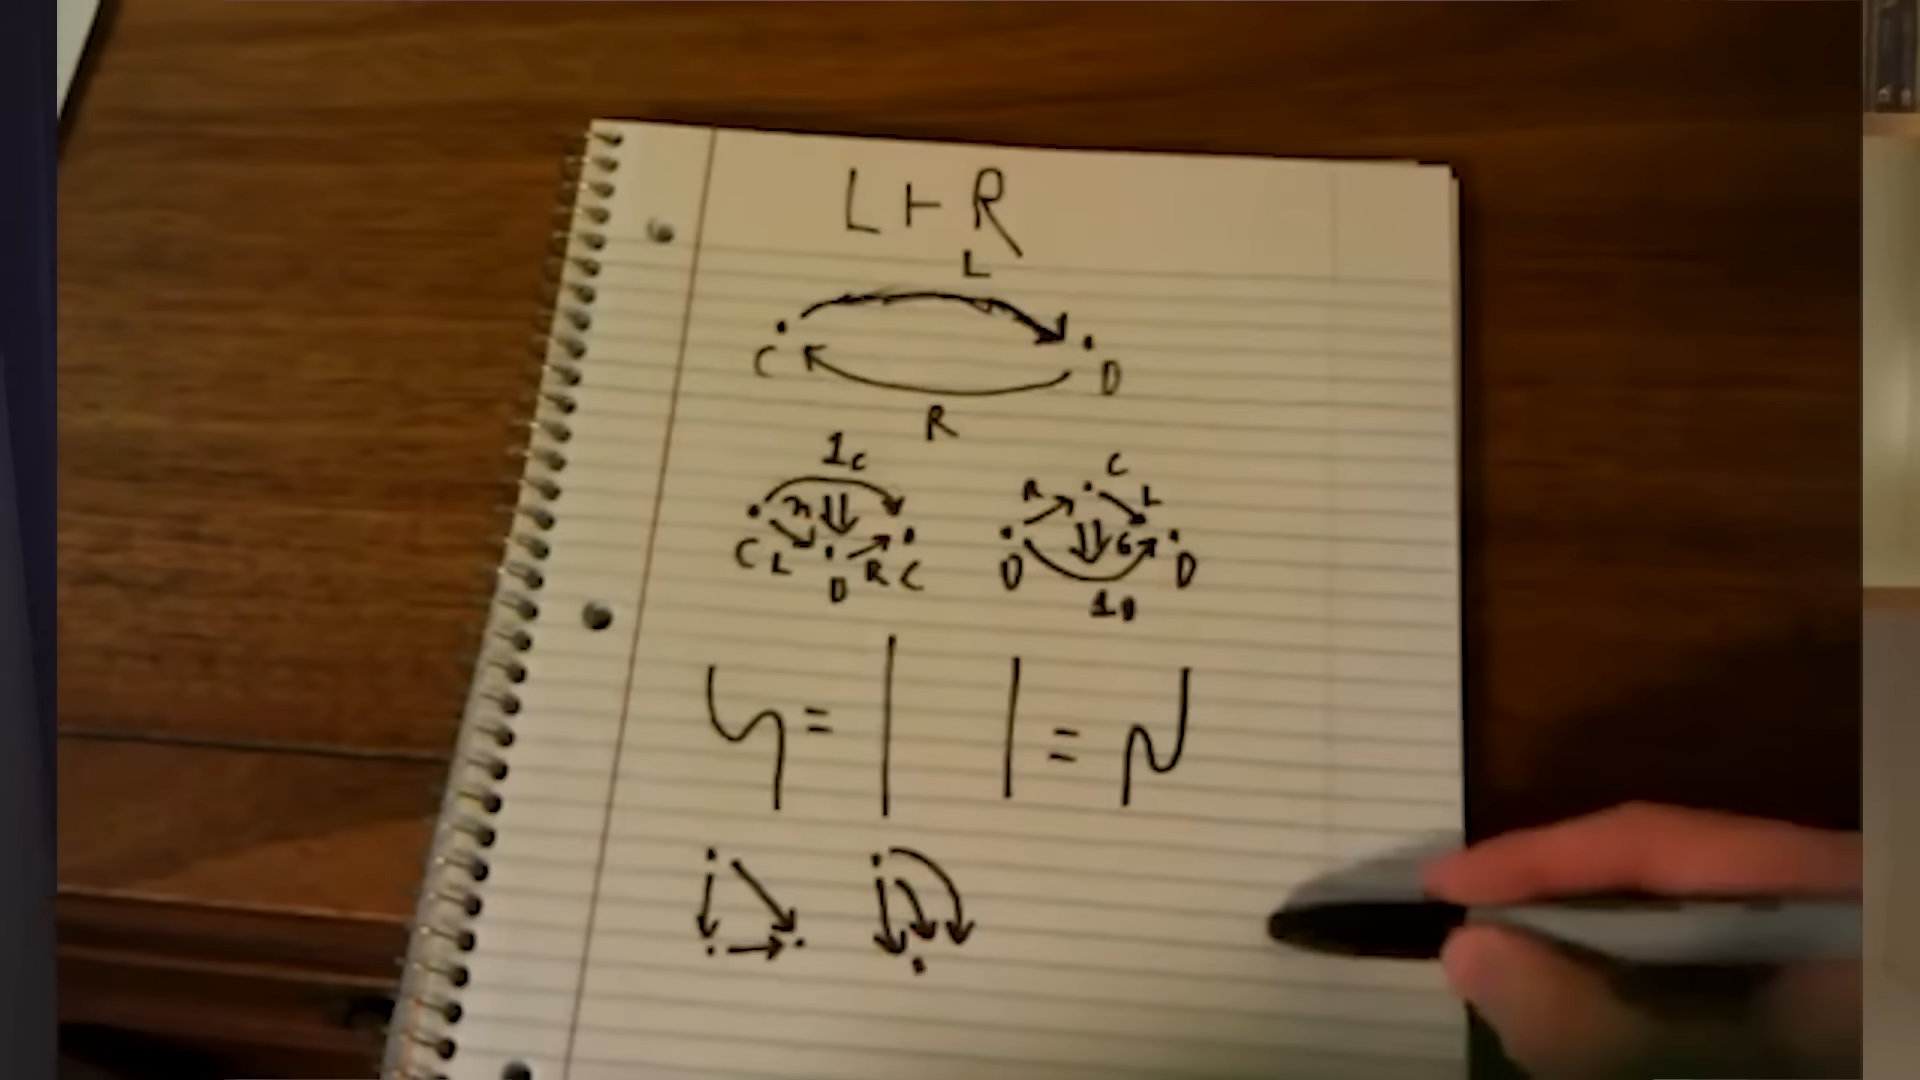 L ⊢ R
L
C D
R
1c C
R L
η ε
C L D R C D D
1D
= =